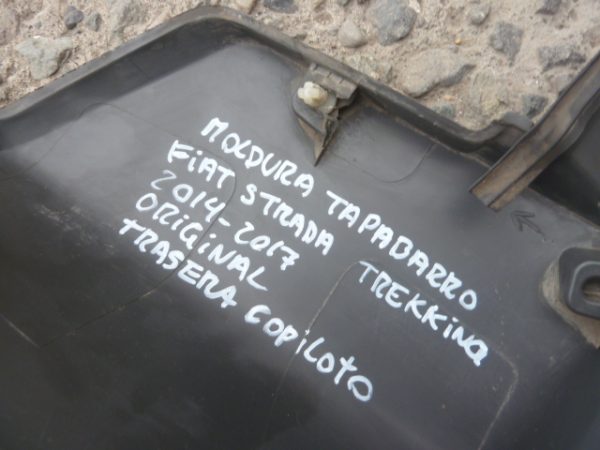 MOLDURA TAPABARRO
FIAT STRADA TREKKING
2014-2017
ORIGINAL
TRASERA COPILOTO